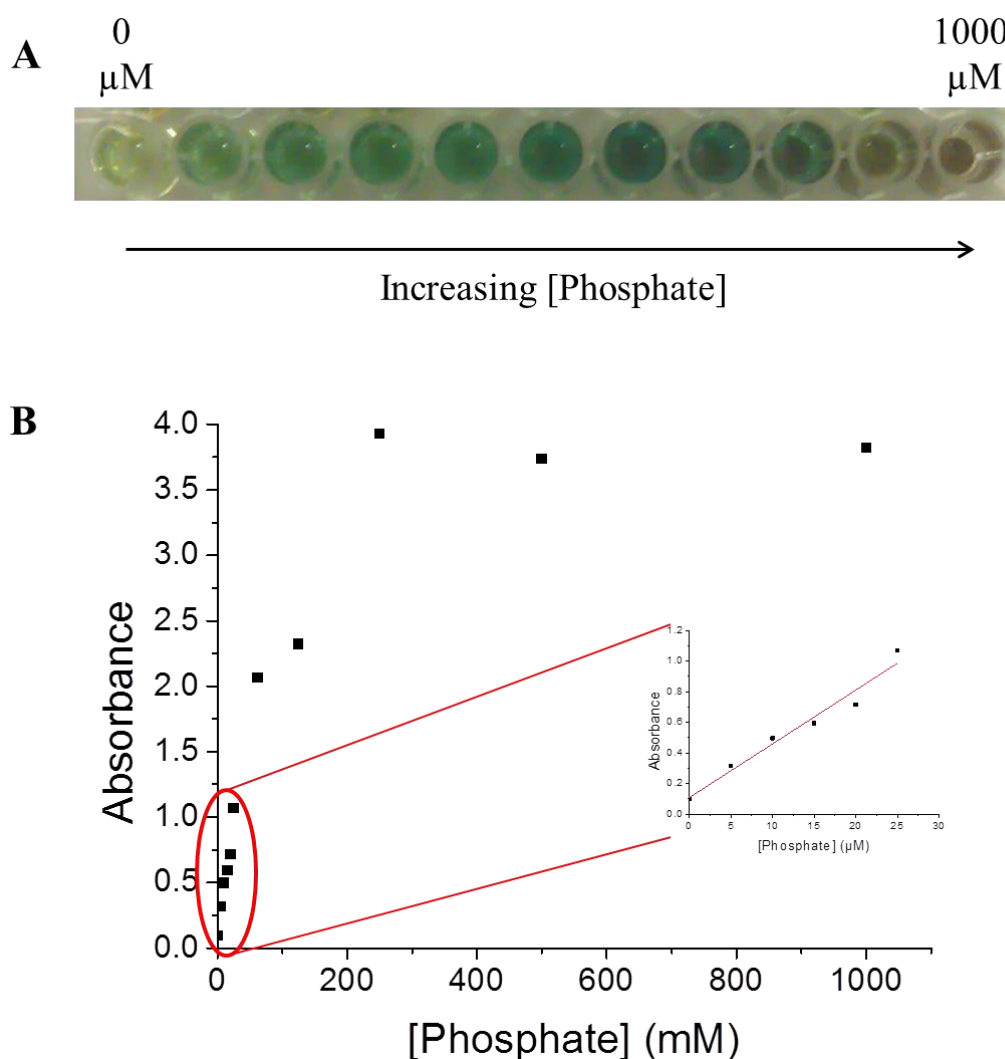 A
0
µM
1000
µM
Increasing [Phosphate]
B
4.0
3.5
3.0
2.5
2.0
1.5
1.0
0.5
0.0
Absorbance
0 200 400 600 800 1000
[Phosphate] (mM)
1.2
1.0
0.8
0.6
0.4
0.2
0.0
Absorbance
0 5 10 15 20 25 30
[Phosphate] (µM)